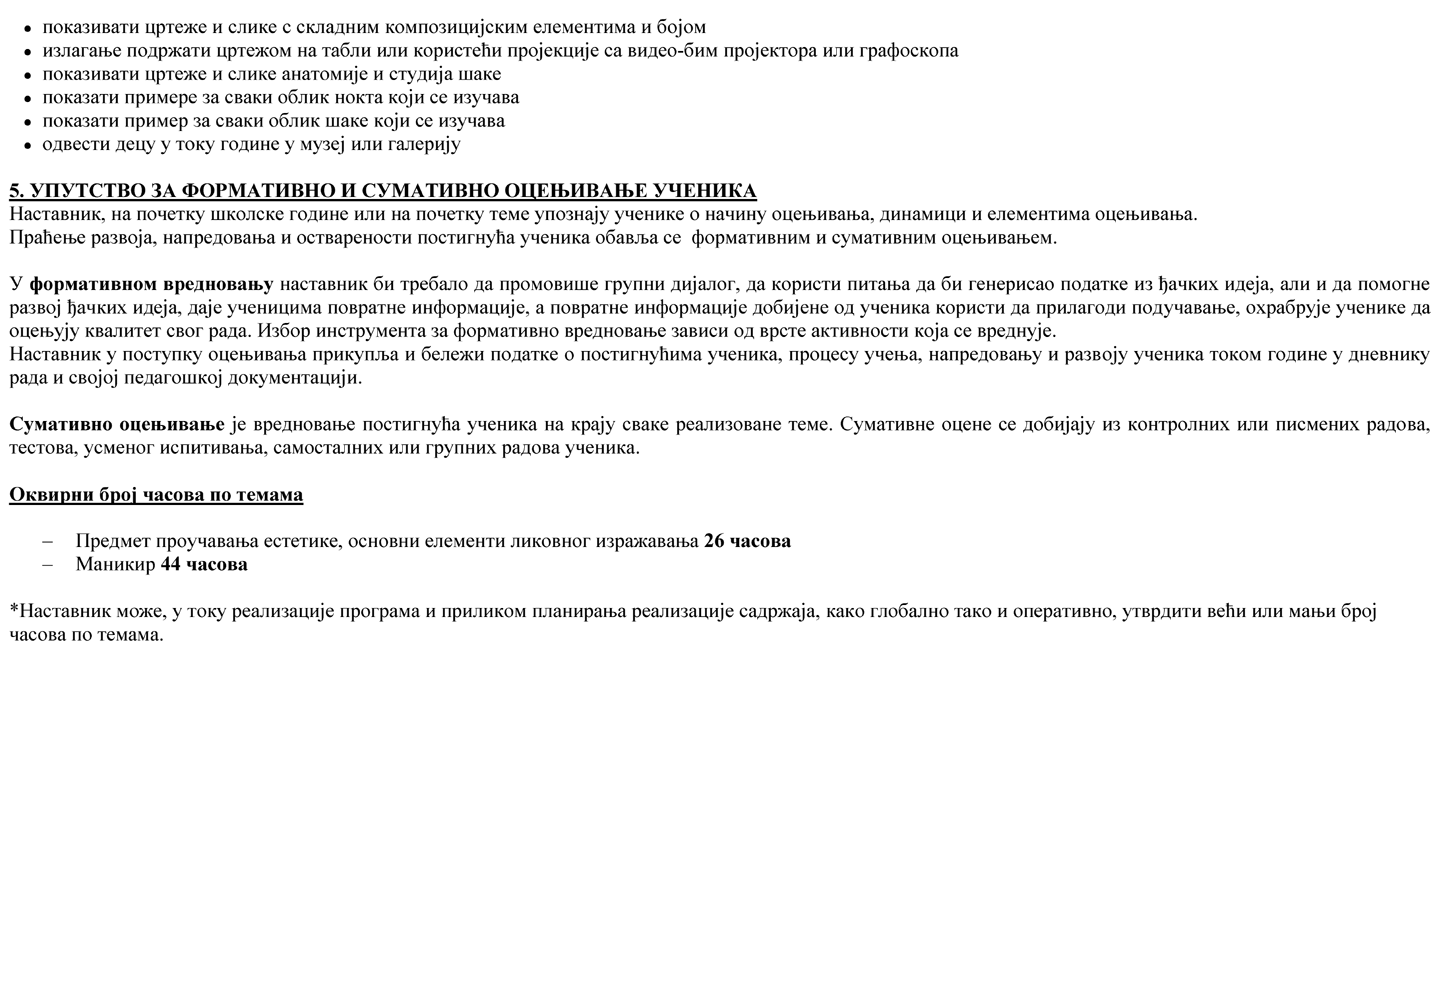 • показивати цртеже и слике с складним композицијским елементима и бојом
• излагање подржати цртежом на табли или користећи пројекције са видео-бим пројектора или графоскопа
• показивати цртеже и слике анатомије и студија шаке
• показати примере за сваки облик нокта који се изучава
• показати пример за сваки облик шаке који се изучава
• одвести децу у току године у музеј или галерију
5. УПУТСТВО ЗА ФОРМАТИВНО И СУМАТИВНО ОЦЕЊИВАЊЕ УЧЕНИКА
Наставник, на почетку школске године или на почетку теме упознају ученике о начину оцењивања, динамици и елементима оцењивања.
Праћење развоја, напредовања и остварености постигнућа ученика обавља се формативним и сумативним оцењивањем.
У формативном вредновању наставник би требало да промовише групни дијалог, да користи питања да би генерисао податке из ђачких идеја, али и да помогне
развој ђачких идеја, даје ученицима повратне информације, а повратне информације добијене од ученика користи да прилагоди подучавање, охрабрује ученике да
оцењују квалитет свог рада. Избор инструмента за формативно вредновање зависи од врсте активности која се вреднује.
Наставник у поступку оцењивања прикупља и бележи податке о постигнућима ученика, процесу учења, напредовању и развоју ученика током године у дневнику
рада и својој педагошкој документацији.
Сумативно оцењивање је вредновање постигнућа ученика на крају сваке реализоване теме. Сумативне оцене се добијају из контролних или писмених радова,
тестова, усменог испитивања, самосталних или групних радова ученика.
Оквирни број часова по темама
– Предмет проучавања естетике, основни елементи ликовног изражавања 26 часова
– Маникир 44 часова
*Наставник може, у току реализације програма и приликом планирања реализације садржаја, како глобално тако и оперативно, утврдити већи или мањи број
часова по темама.